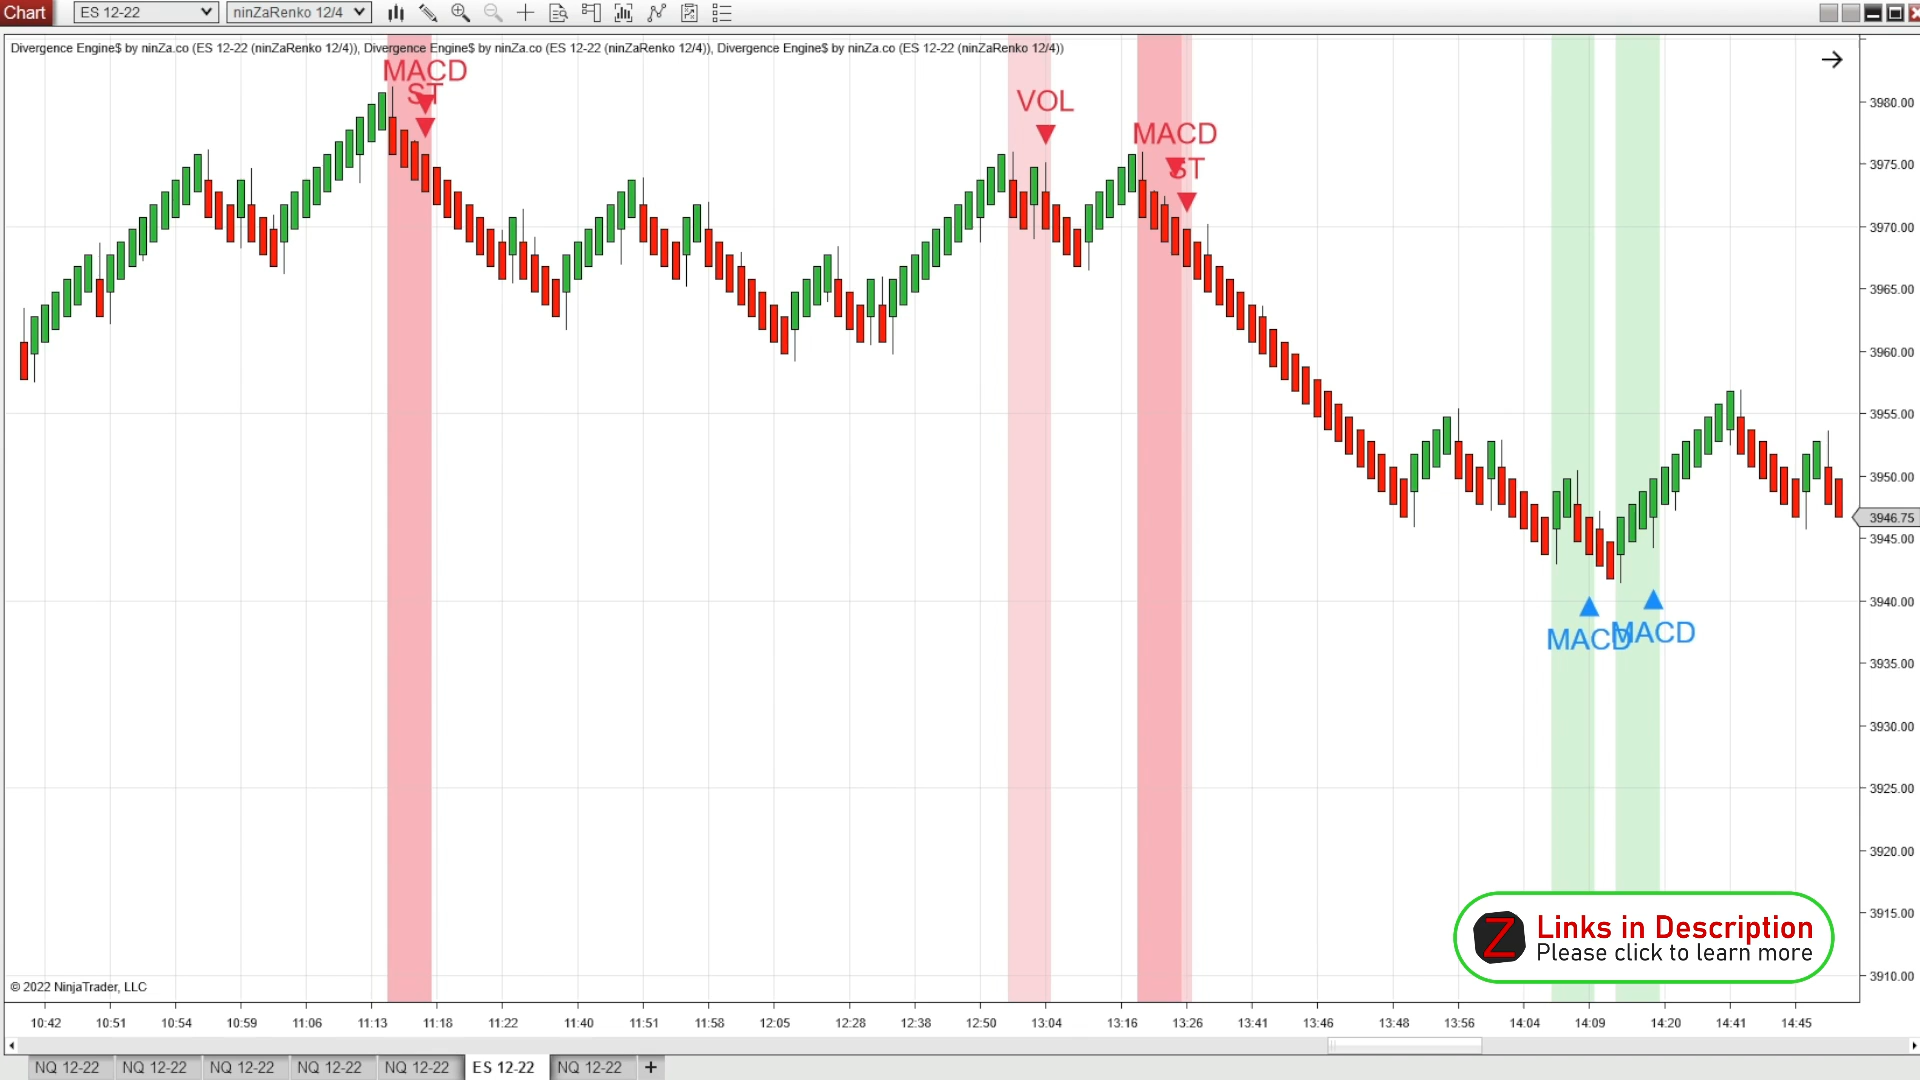 Chart
ES 12-22
ninZaRenko 12/4
Divergence Engine$ by ninZa.co (ES 12-22 (ninZaRenko 12/4)), Divergence Engine$ by ninZa.co (ES 12-22 (ninZaRenko 12/4)), Divergence Engine$ by ninZa.co (ES 12-22 (ninZaRenko 12/4))
MACD
ST
VOL
MACD
ST
MACD
MACD
3980.00
3975.00
3970.00
3965.00
3960.00
3955.00
3950.00
3946.75
3945.00
3940.00
3935.00
3930.00
3925.00
3920.00
3915.00
3910.00
Links in Description
Please click to learn more
© 2022 NinjaTrader, LLC
10:42 10:51 10:54 10:59 11:06 11:13 11:18 11:22 11:40 11:51 11:58 12:05 12:28 12:38 12:50 13:04 13:16 13:26 13:41 13:46 13:48 13:56 14:04 14:09 14:20 14:41 14:45
NQ 12-22 NQ 12-22 NQ 12-22 NQ 12-22 NQ 12-22 ES 12-22 NQ 12-22 +